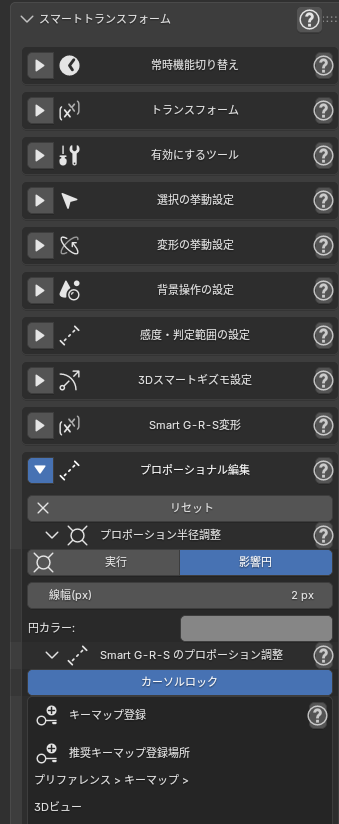 スマートトランスフォーム
常時機能切り替え
トランスフォーム
有効にするツール
選択の挙動設定
変形の挙動設定
背景操作の設定
感度・判定範囲の設定
3Dスマートギズモ設定
Smart G-R-S変形
プロポーショナル編集
リセット
プロポーション半径調整
実行 影響円
線幅(px) 2 px
円カラー:
Smart G-R-S のプロポーション調整
カーソルロック
キーマップ登録
推奨キーマップ登録場所
プリファレンス > キーマップ >
3Dビュー